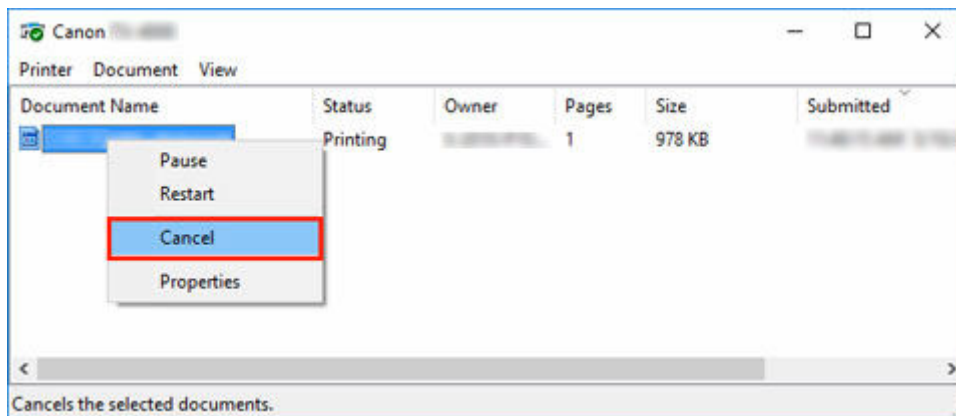 Canon
Printer Document View
Document Name Status Owner Pages Size Submitted
Printing 1 978 KB
Pause
Restart
Cancel
Properties
Cancels the selected documents.